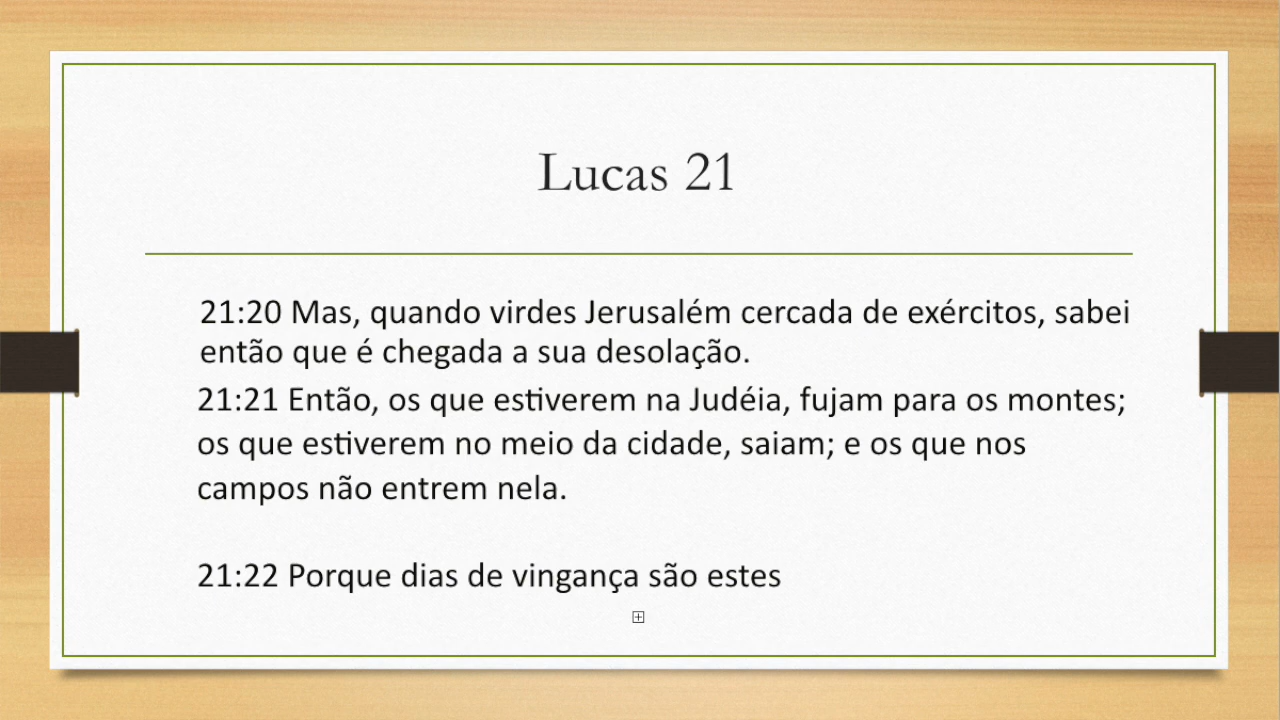 Lucas 21
21:20 Mas, quando virdes Jerusalém cercada de exércitos, sabei
então que é chegada a sua desolação.
21:21 Então, os que estiverem na Judéia, fujam para os montes;
os que estiverem no meio da cidade, saiam; e os que nos
campos não entrem nela.
21:22 Porque dias de vingança são estes